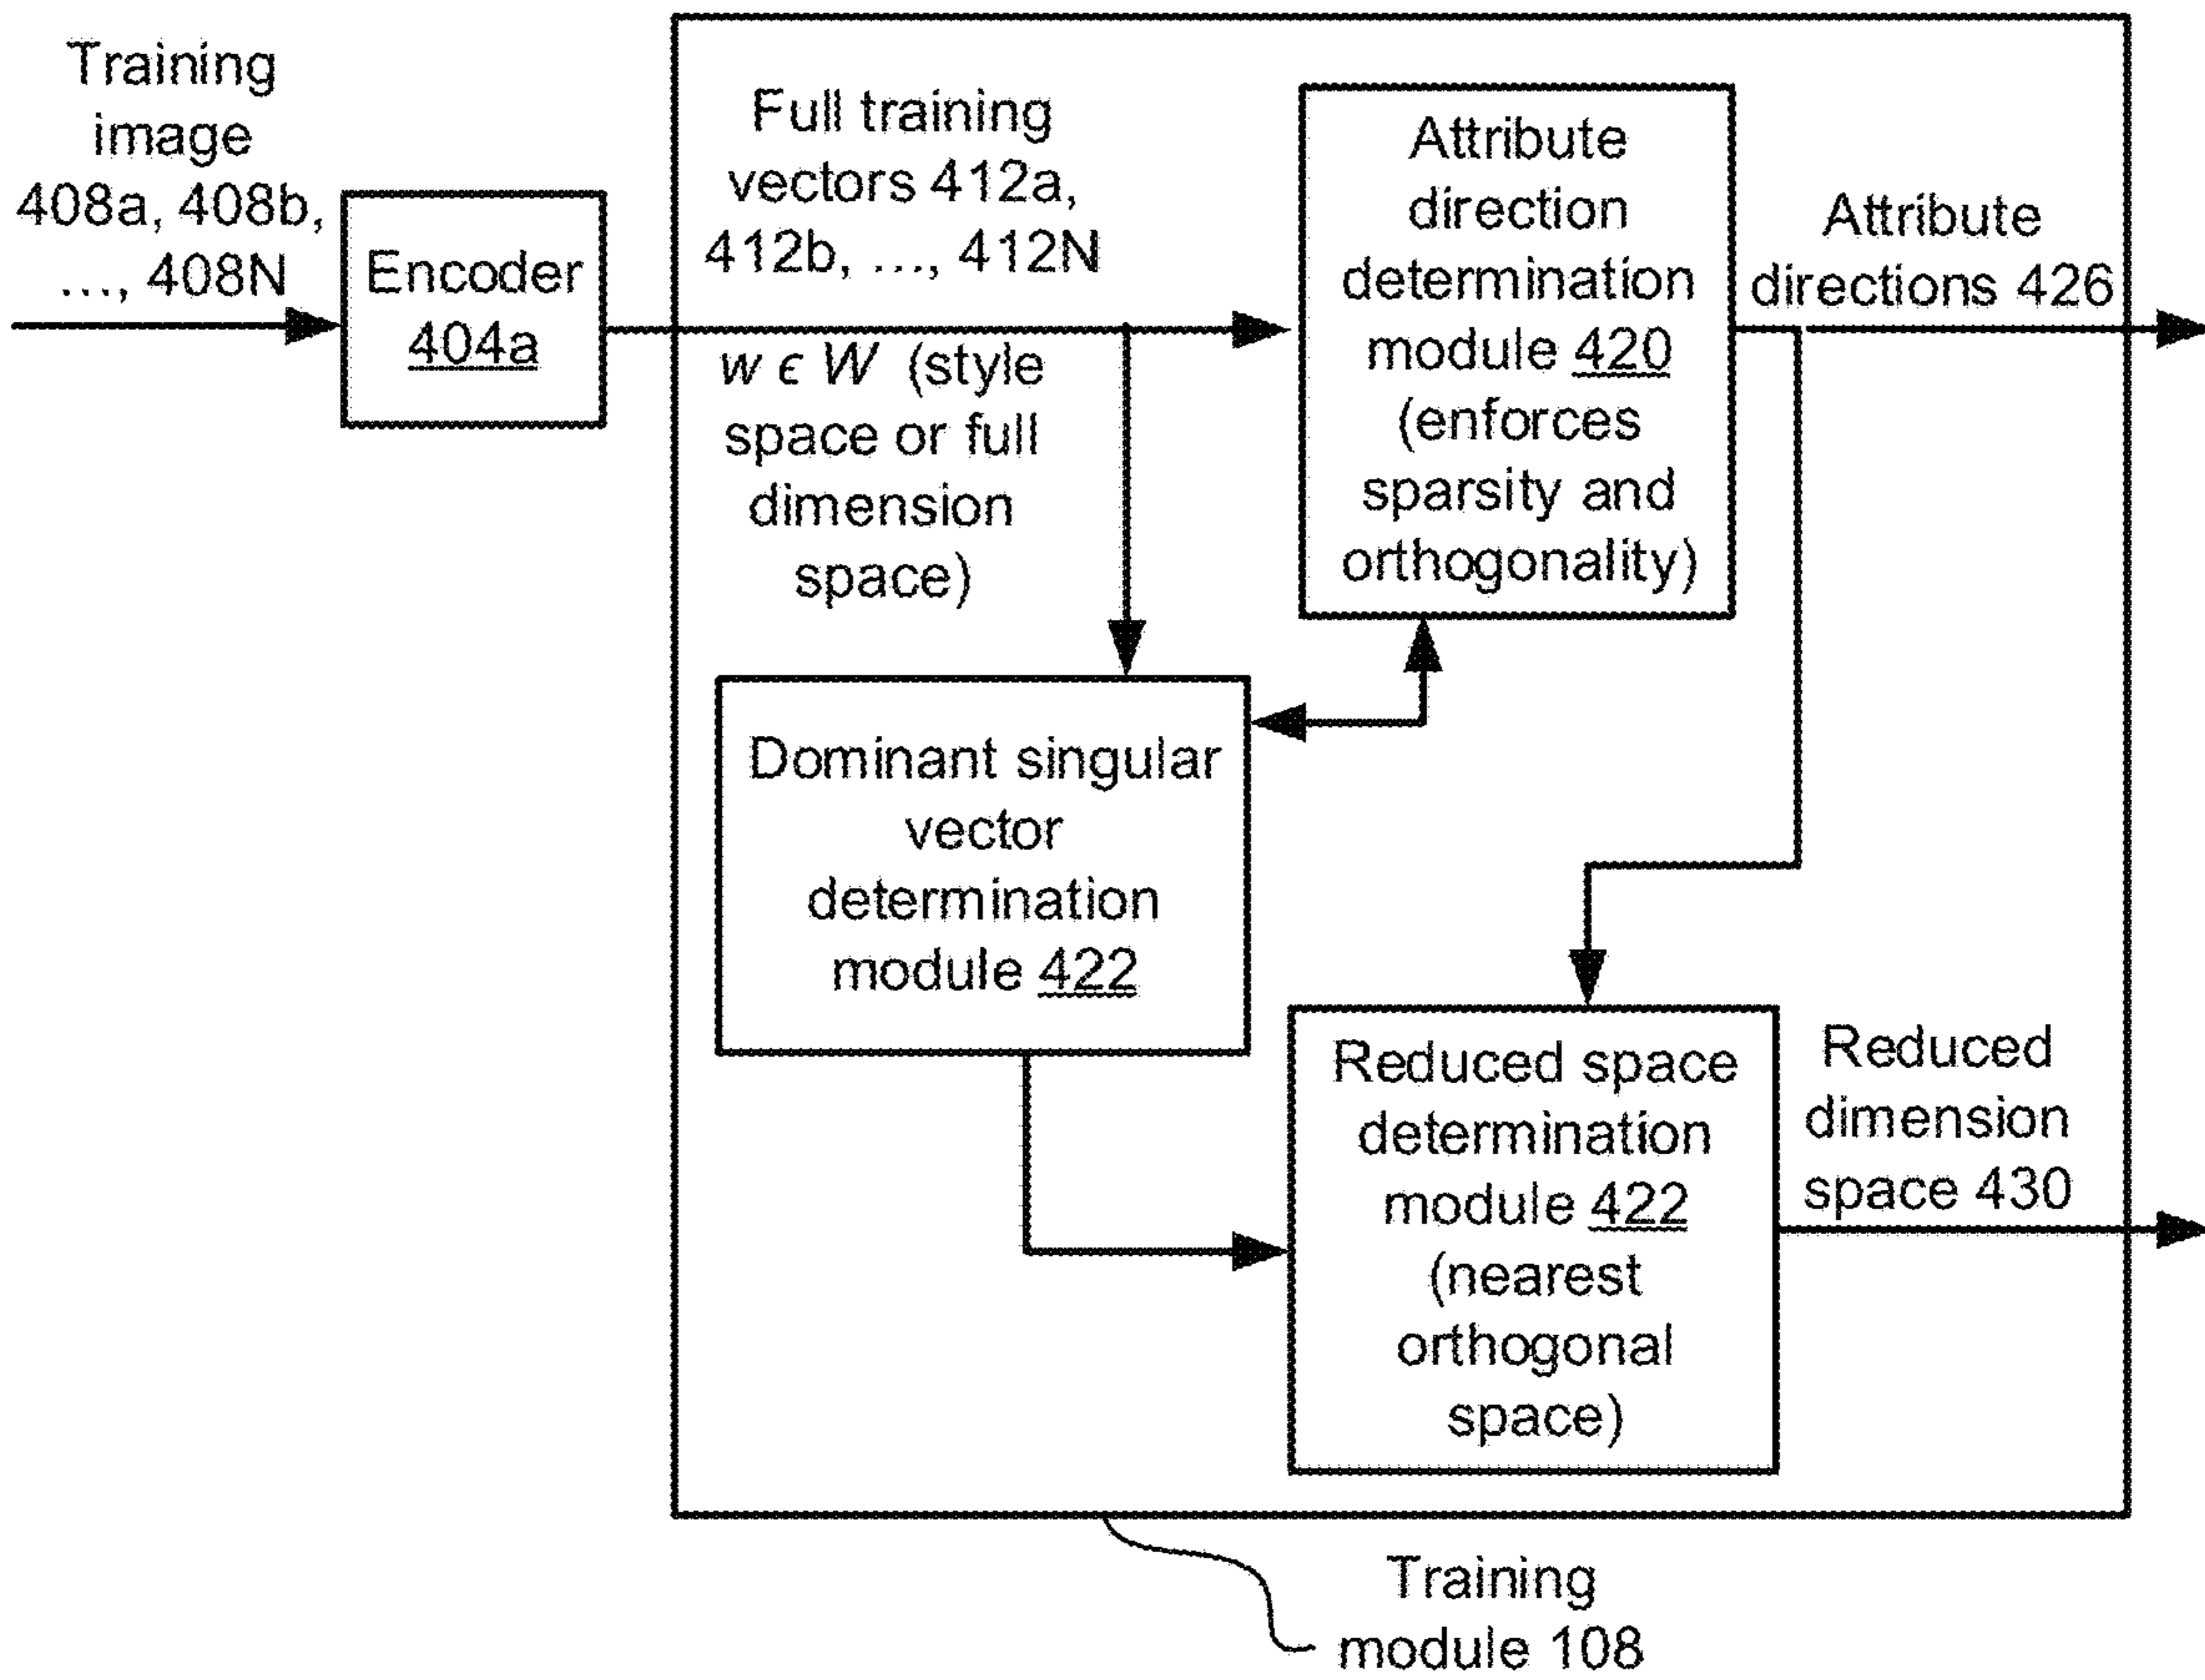 Training
image
408a, 408b,
..., 408N
Encoder
404a
Full training
vectors 412a,
412b, ..., 412N
w ϵ W (style
space or full
dimension
space)
Attribute
direction
determination
module 420
(enforces
sparsity and
orthogonality)
Attribute
directions 426
Dominant singular
vector
determination
module 422
Reduced space
determination
module 422
(nearest
orthogonal
space)
Reduced
dimension
space 430
Training
module 108